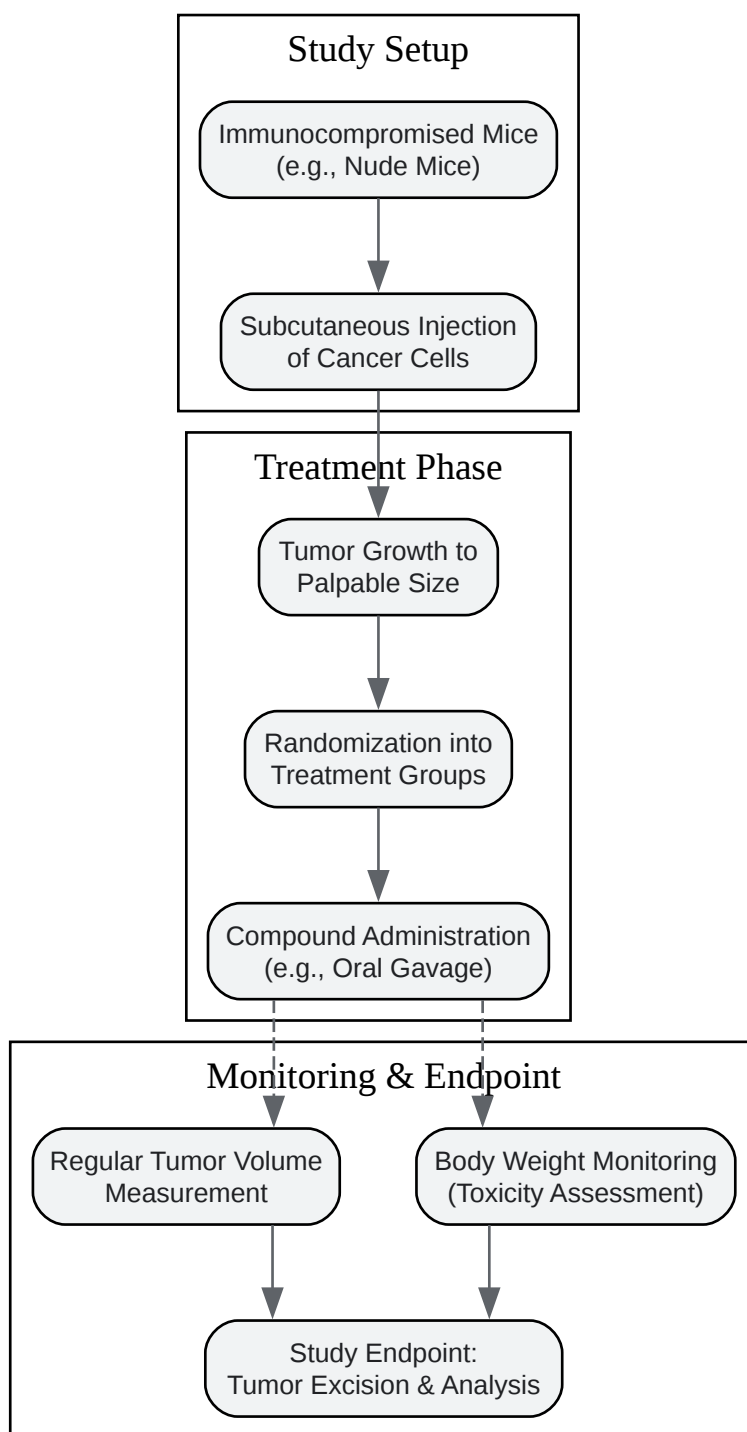 Study Setup
Immunocompromised Mice
(e.g., Nude Mice)
Subcutaneous Injection
of Cancer Cells
Treatment Phase
Tumor Growth to
Palpable Size
Randomization into
Treatment Groups
Compound Administration
(e.g., Oral Gavage)
Monitoring & Endpoint
Regular Tumor Volume
Measurement
Body Weight Monitoring
(Toxicity Assessment)
Study Endpoint:
Tumor Excision & Analysis